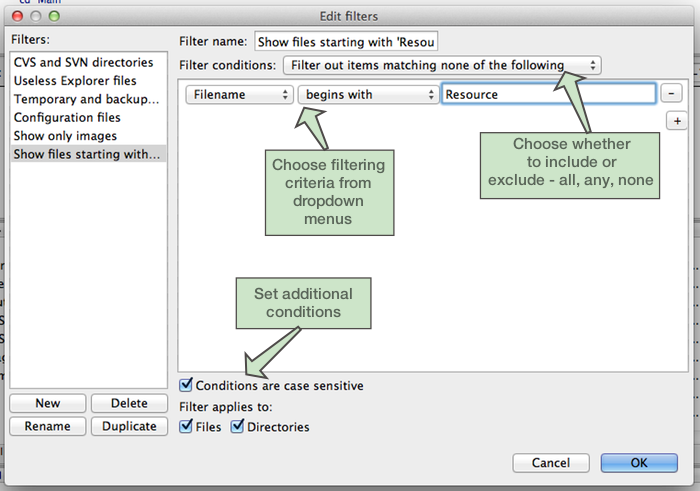 cd "Main
Edit filters
Filters:
CVS and SVN directories
Useless Explorer files
Temporary and backup...
Configuration files
Show only images
Show files starting with...
New
Delete
Rename
Duplicate
Filter name: Show files starting with 'Resou
Filter conditions: Filter out items matching none of the following
Filename begins with Resource −
+
Choose filtering
criteria from
dropdown
menus
Choose whether
to include or
exclude - all, any, none
Set additional
conditions
Conditions are case sensitive
Filter applies to:
Files Directories
Cancel OK